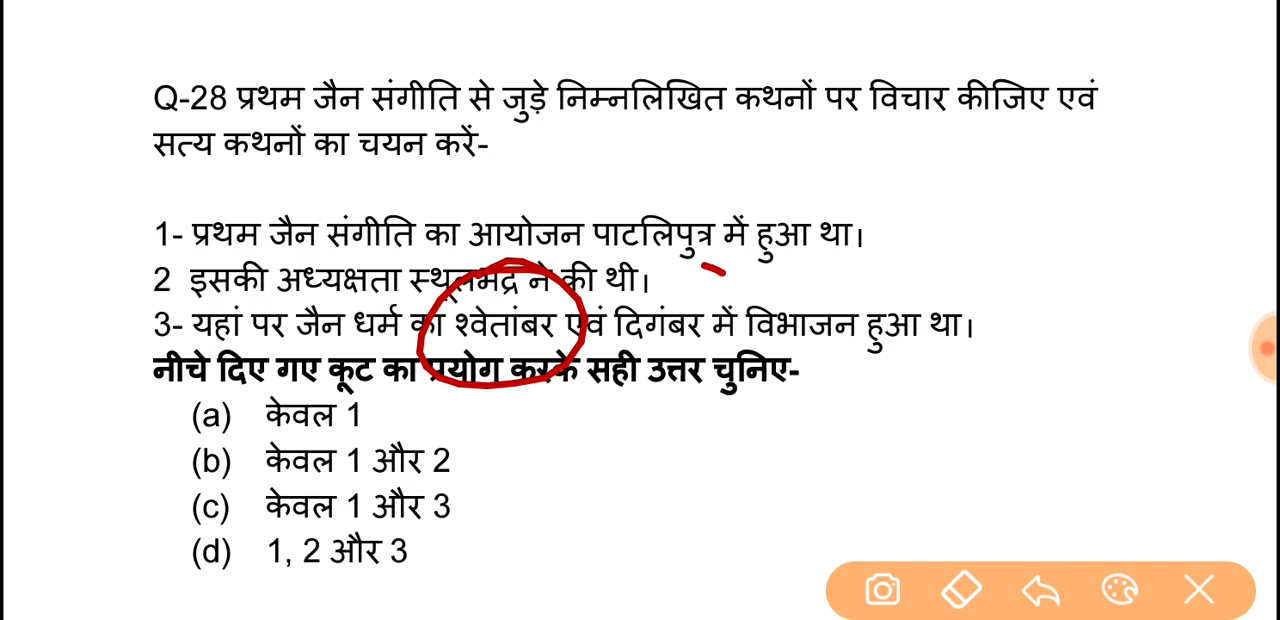 Q-28 प्रथम जैन संगीति से जुड़े निम्नलिखित कथनों पर विचार कीजिए एवं
सत्य कथनों का चयन करें-
1- प्रथम जैन संगीति का आयोजन पाटलिपुत्र में हुआ था।
2 इसकी अध्यक्षता स्थूलभद्र ने की थी।
3- यहां पर जैन धर्म का श्वेतांबर एवं दिगंबर में विभाजन हुआ था।
नीचे दिए गए कूट का प्रयोग करके सही उत्तर चुनिए-
(a) केवल 1
(b) केवल 1 और 2
(c) केवल 1 और 3
(d) 1, 2 और 3